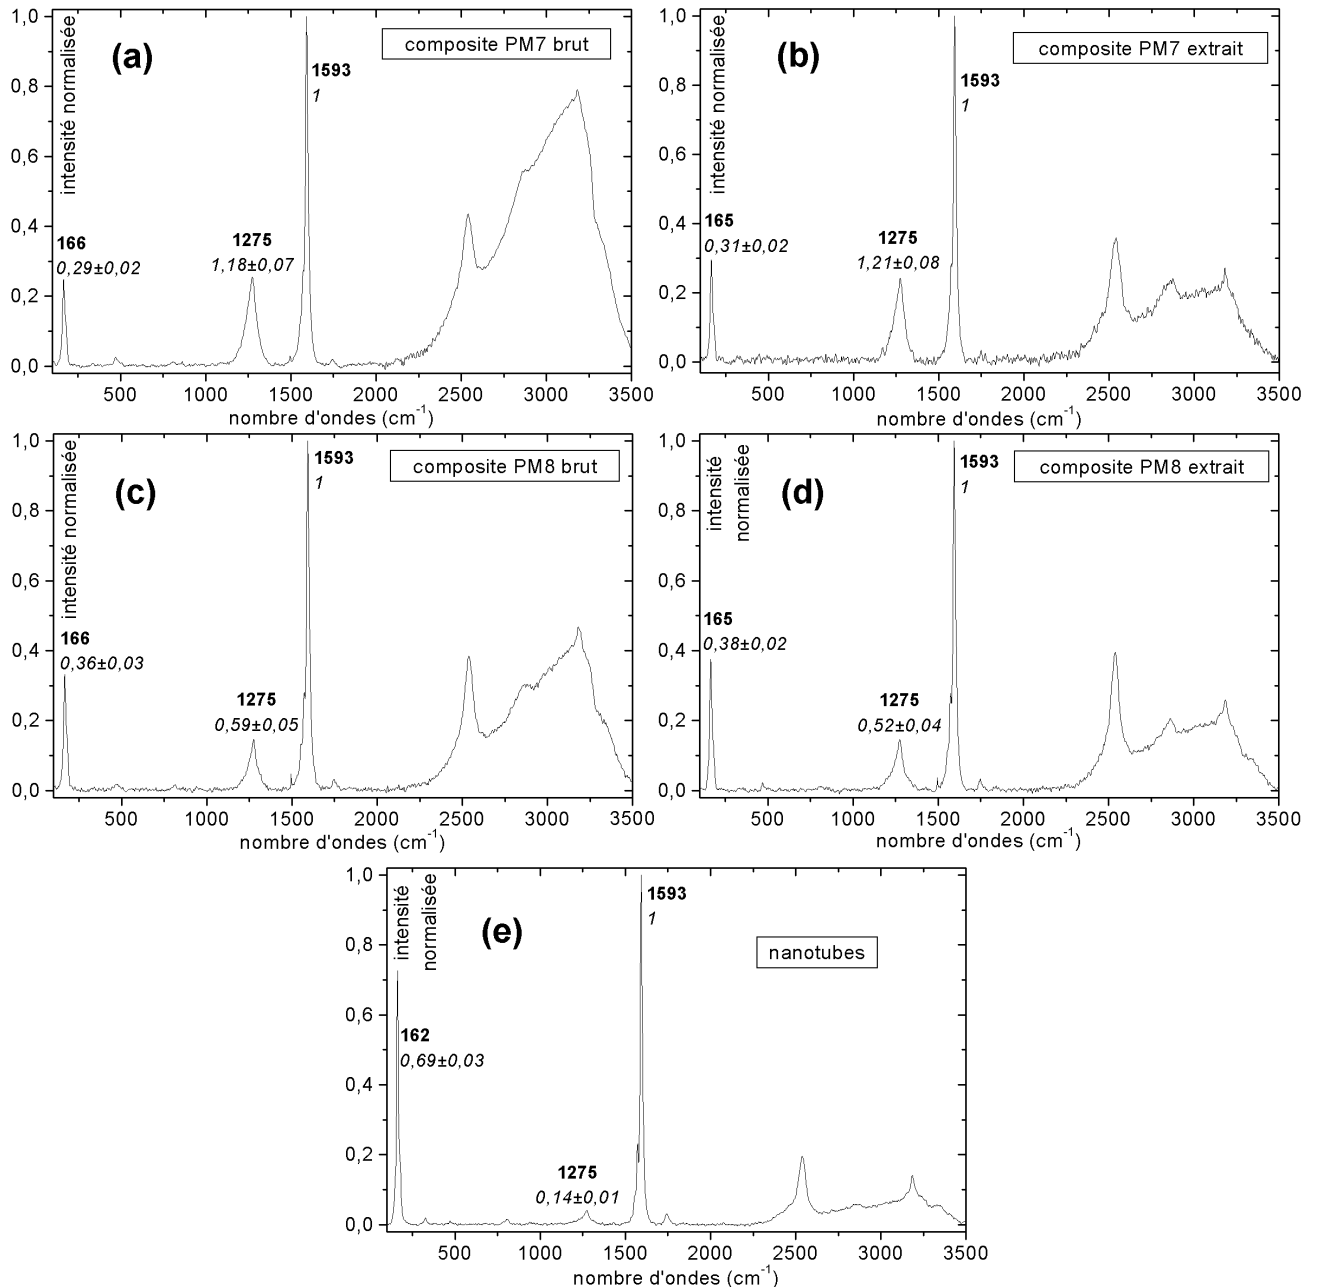 (a)
composite PM7 brut
intensité normalisée
1,0
0,8
0,6
0,4
0,2
0,0
1593
1
166
0,29±0,02
1275
1,18±0,07
500 1000 1500 2000 2500 3000 3500
nombre d'ondes (cm-1)
(b)
composite PM7 extrait
intensité normalisée
1,0
0,8
0,6
0,4
0,2
0,0
1593
1
165
0,31±0,02
1275
1,21±0,08
500 1000 1500 2000 2500 3000 3500
nombre d'ondes (cm-1)
(c)
composite PM8 brut
intensité normalisée
1,0
0,8
0,6
0,4
0,2
0,0
1593
1
166
0,36±0,03
1275
0,59±0,05
500 1000 1500 2000 2500 3000 3500
nombre d'ondes (cm-1)
(d)
composite PM8 extrait
intensité
normalisée
1,0
0,8
0,6
0,4
0,2
0,0
1593
1
165
0,38±0,02
1275
0,52±0,04
500 1000 1500 2000 2500 3000 3500
nombre d'ondes (cm-1)
(e)
nanotubes
intensité
normalisée
1,0
0,8
0,6
0,4
0,2
0,0
1593
1
162
0,69±0,03
1275
0,14±0,01
500 1000 1500 2000 2500 3000 3500
nombre d'ondes (cm-1)